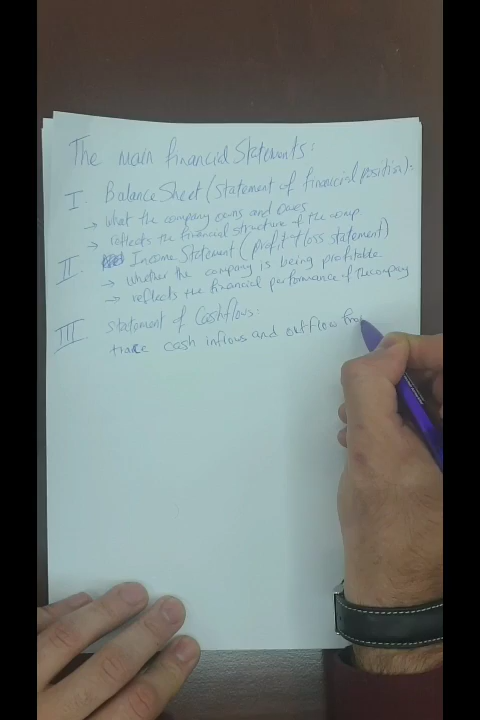 The main financial Statements:
I. Balance Sheet (Statement of financial position):
→ What the company owns and owes
→ reflects the financial structure of the comp
II. Income Statement (profit + loss statement)
→ whether the company is being profitable
→ reflects the financial performance of the company
III statement of Cashflows:
trace cash inflows and outflow from